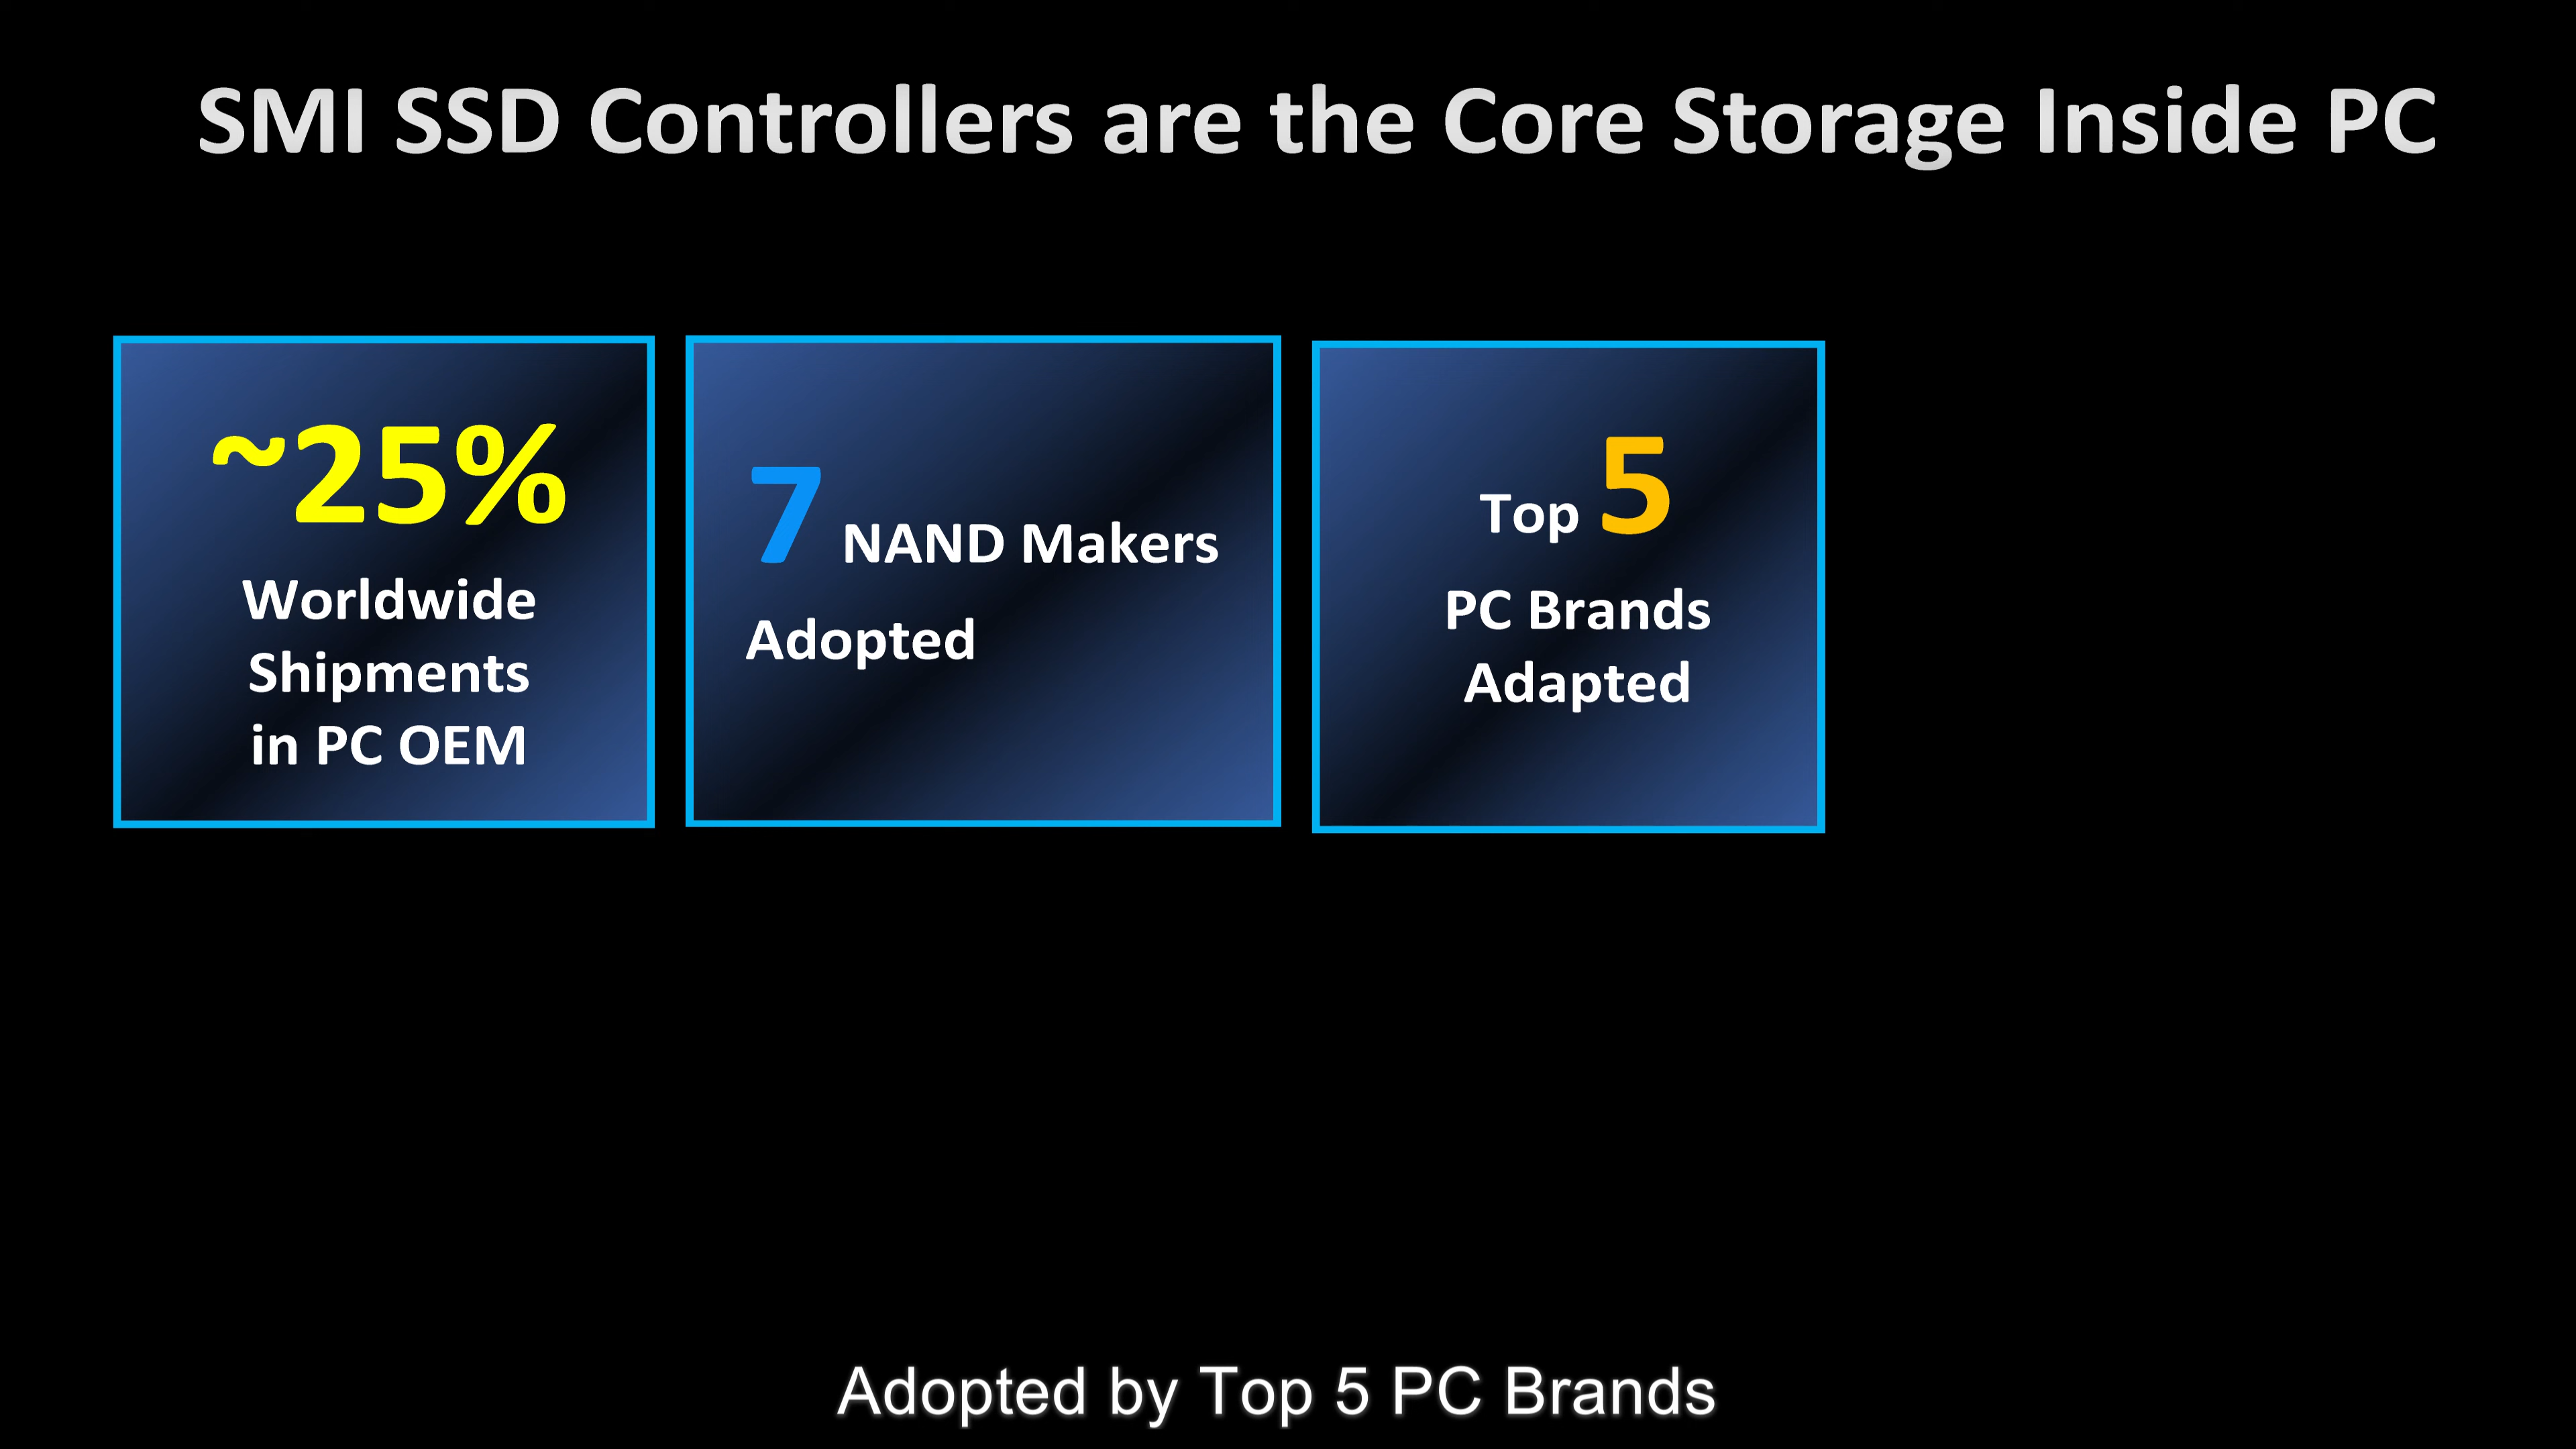 SMI SSD Controllers are the Core Storage Inside PC
~25%
Worldwide
Shipments
in PC OEM
7 NAND Makers
Adopted
Top 5
PC Brands
Adapted
Adopted by Top 5 PC Brands